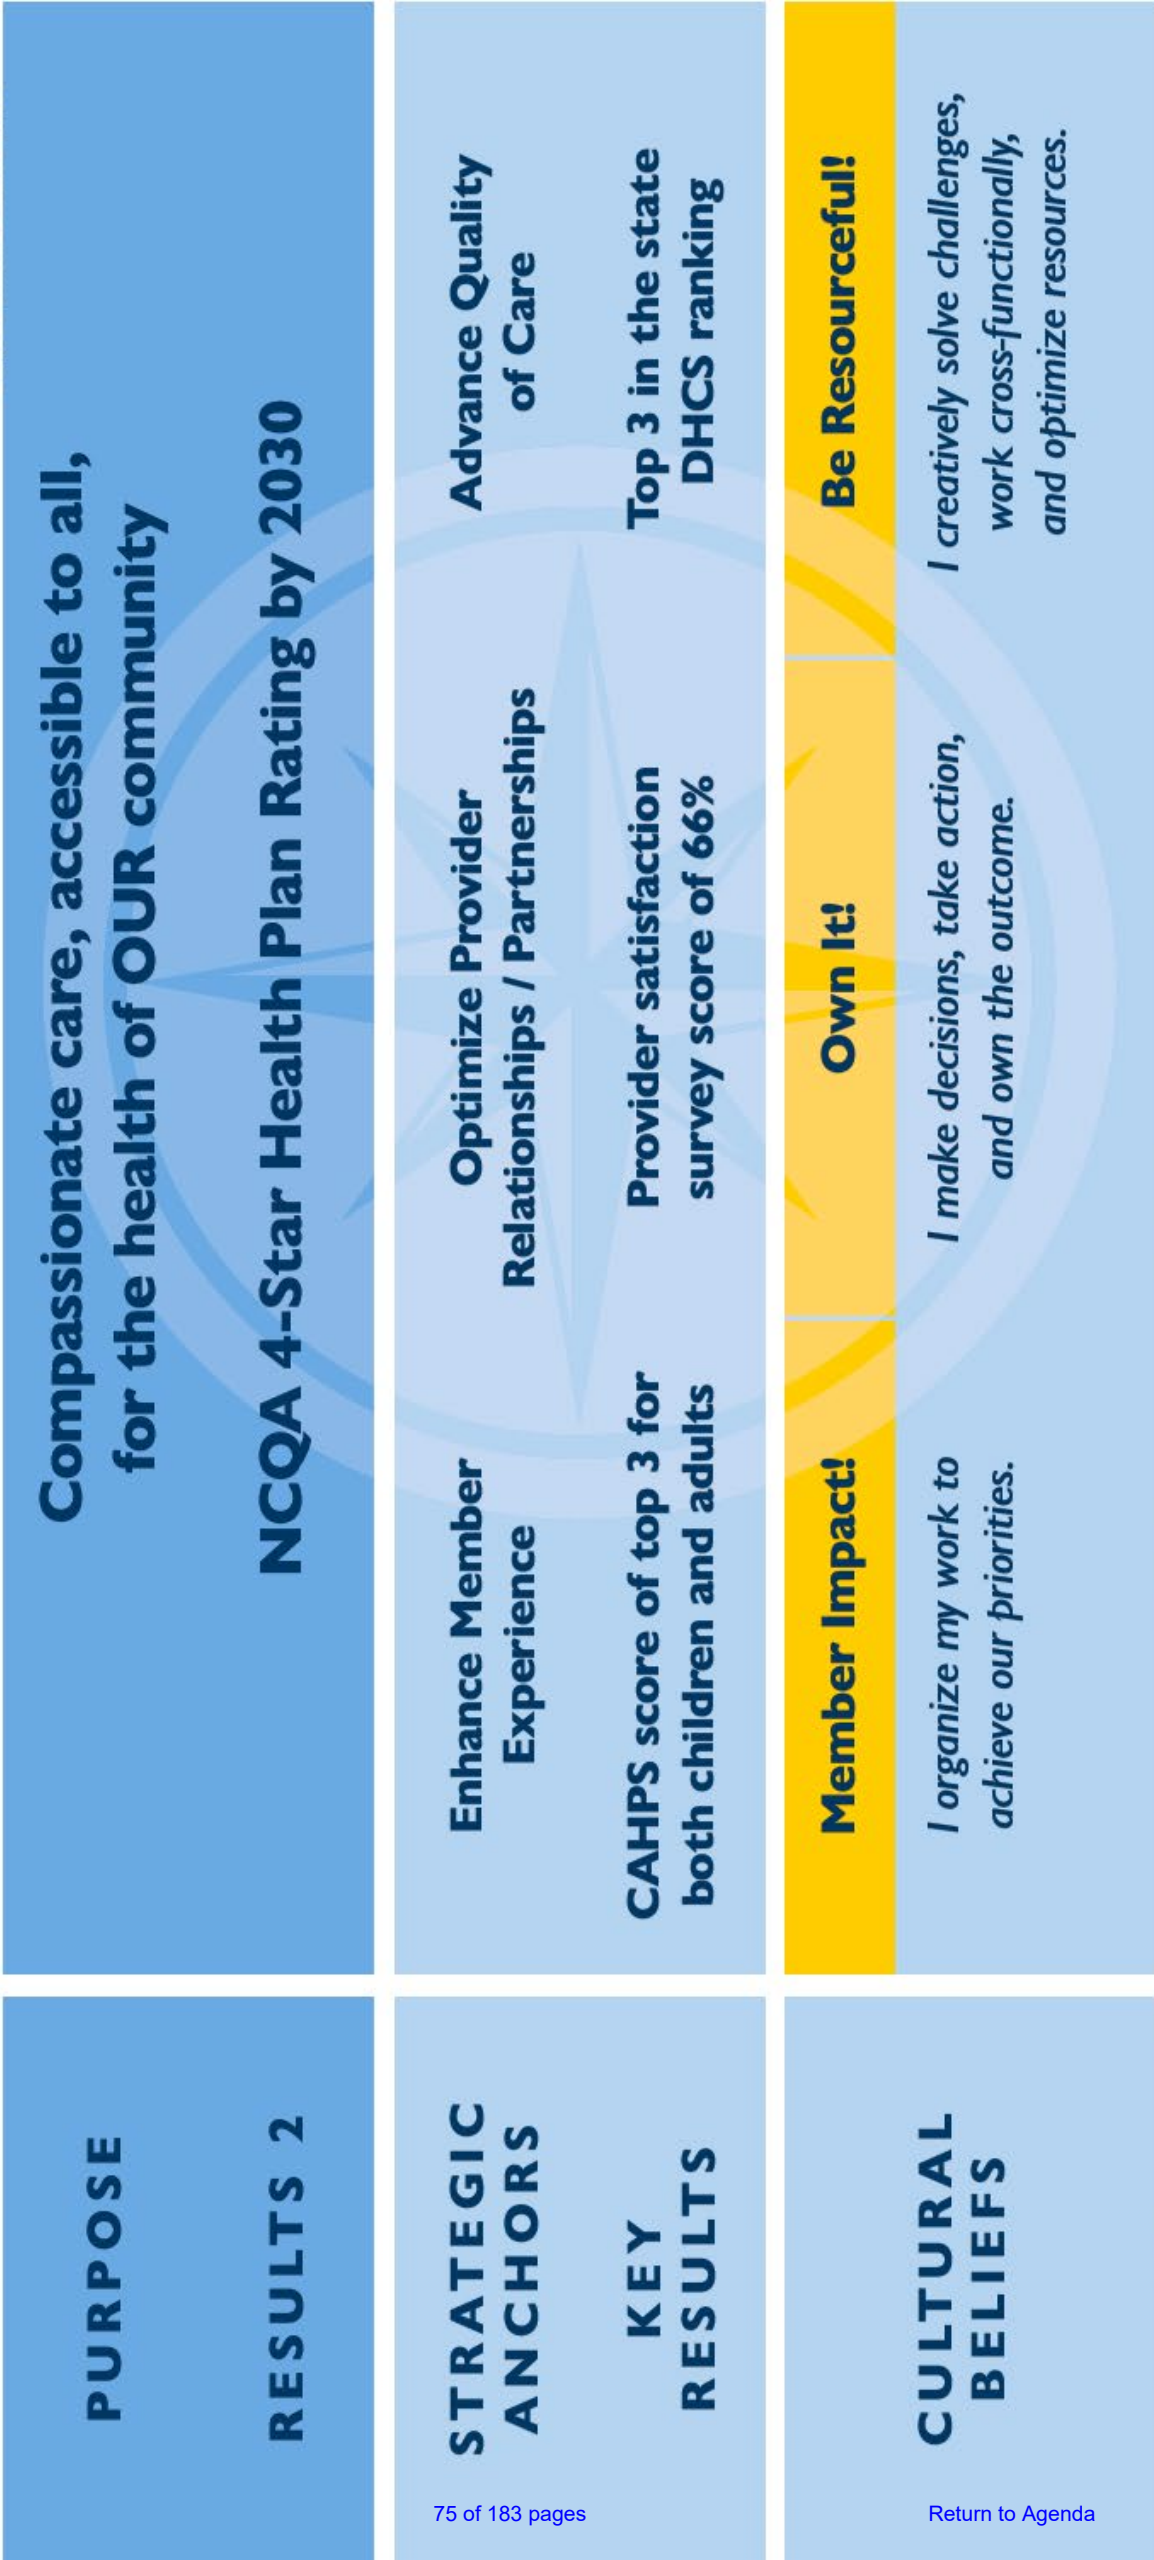 PURPOSE
Compassionate care, accessible to all,
for the health of OUR community
RESULTS 2
NCQA 4-Star Health Plan Rating by 2030
STRATEGIC
ANCHORS
Enhance Member
Experience
Optimize Provider
Relationships / Partnerships
Advance Quality
of Care
KEY
RESULTS
CAHPS score of top 3 for
both children and adults
Provider satisfaction
survey score of 66%
Top 3 in the state
DHCS ranking
CULTURAL
BELIEFS
Member Impact!
I organize my work to
achieve our priorities.
Own It!
I make decisions, take action,
and own the outcome.
Be Resourceful!
I creatively solve challenges,
work cross-functionally,
and optimize resources.
75 of 183 pages
Return to Agenda